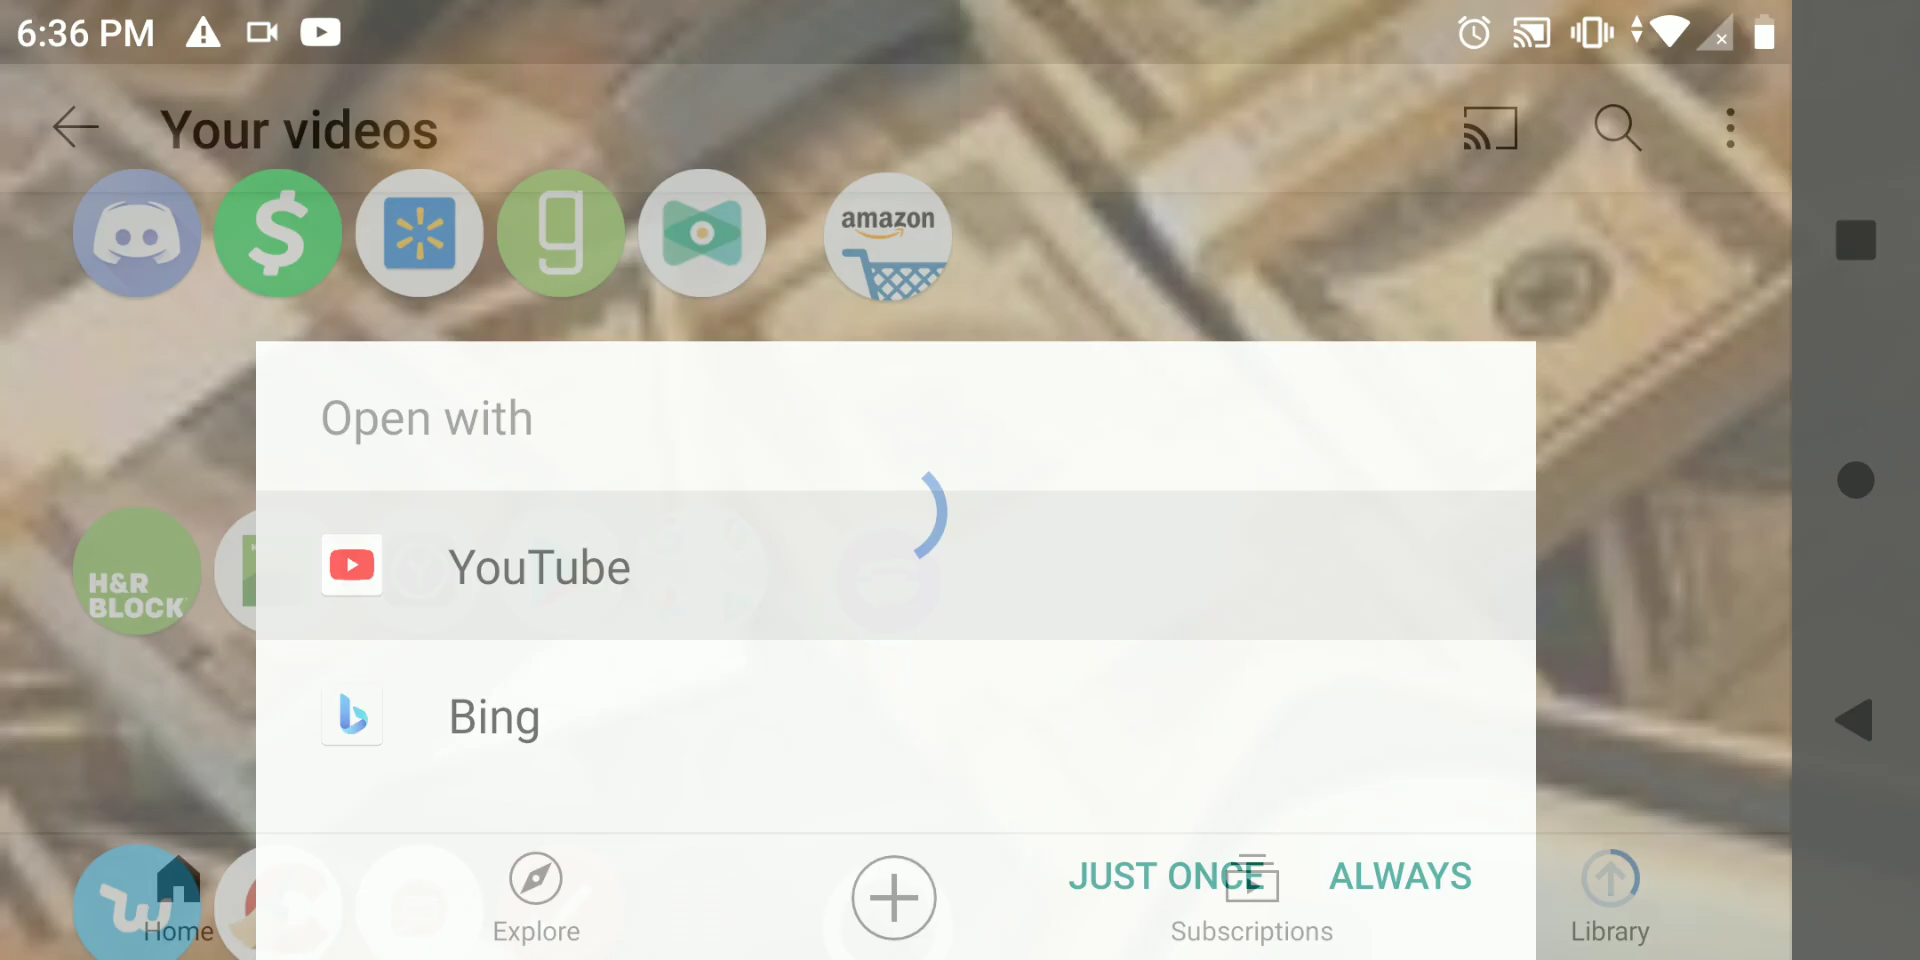 6:36 PM
Your videos
amazon
Open with
H&R
BLOCK
YouTube
Bing
JUST ONCE
ALWAYS
Home
Explore
Subscriptions
Library